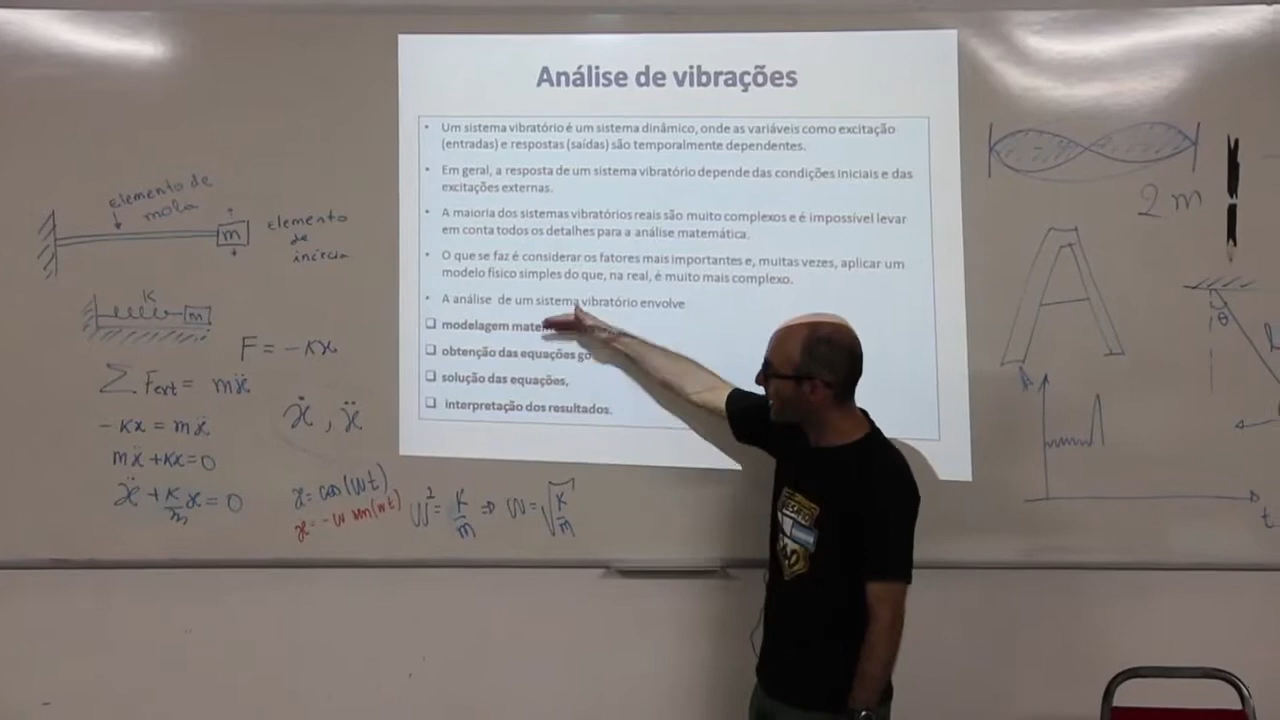 Análise de vibrações
• Um sistema vibratório é um sistema dinâmico, onde as variáveis como excitação
(entradas) e respostas (saídas) são temporalmente dependentes.
• Em geral, a resposta de um sistema vibratório depende das condições iniciais e das
excitações externas.
• A maioria dos sistemas vibratórios reais são muito complexos e é impossível levar
em conta todos os detalhes para a análise matemática.
• O que se faz é considerar os fatores mais importantes e, muitas vezes, aplicar um
modelo físico simples do que, na real, é muito mais complexo.
• A análise de um sistema vibratório envolve
❑ modelagem
❑ obtenção das equações
❑ solução das equações,
❑ interpretação dos resultados.
elemento de
mola
m
elemento
de
inércia
K
m
F = -Kx
∑ Fext = mẍ
-Kx = mẍ
mẍ + Kx = 0
ẍ + K/m x = 0
ẍ , ẍ
x = cos(wt)
ẋ = -w sen(wt)
w² = K/m ⇒ w = √K/m
2 m
θ
t